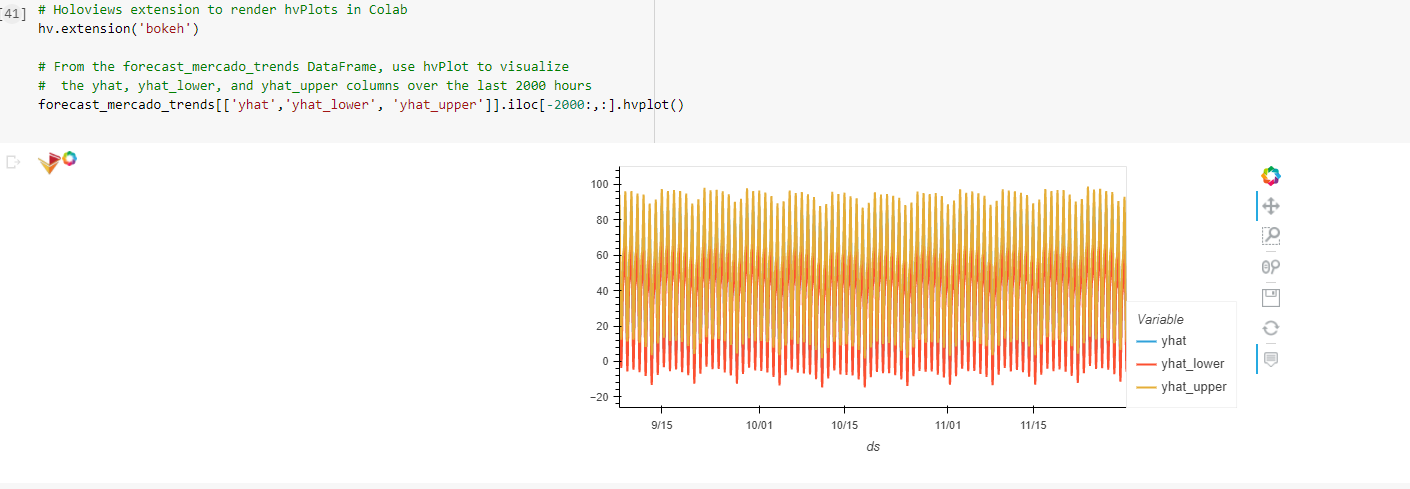 [41]
# Holoviews extension to render hvPlots in Colab
hv.extension('bokeh')
# From the forecast_mercado_trends DataFrame, use hvPlot to visualize
#  the yhat, yhat_lower, and yhat_upper columns over the last 2000 hours
forecast_mercado_trends[['yhat','yhat_lower', 'yhat_upper']].iloc[-2000:,:].hvplot()
100
80
60
40
20
0
−20
9/15 10/01 10/15 11/01 11/15
ds
Variable
yhat
yhat_lower
yhat_upper